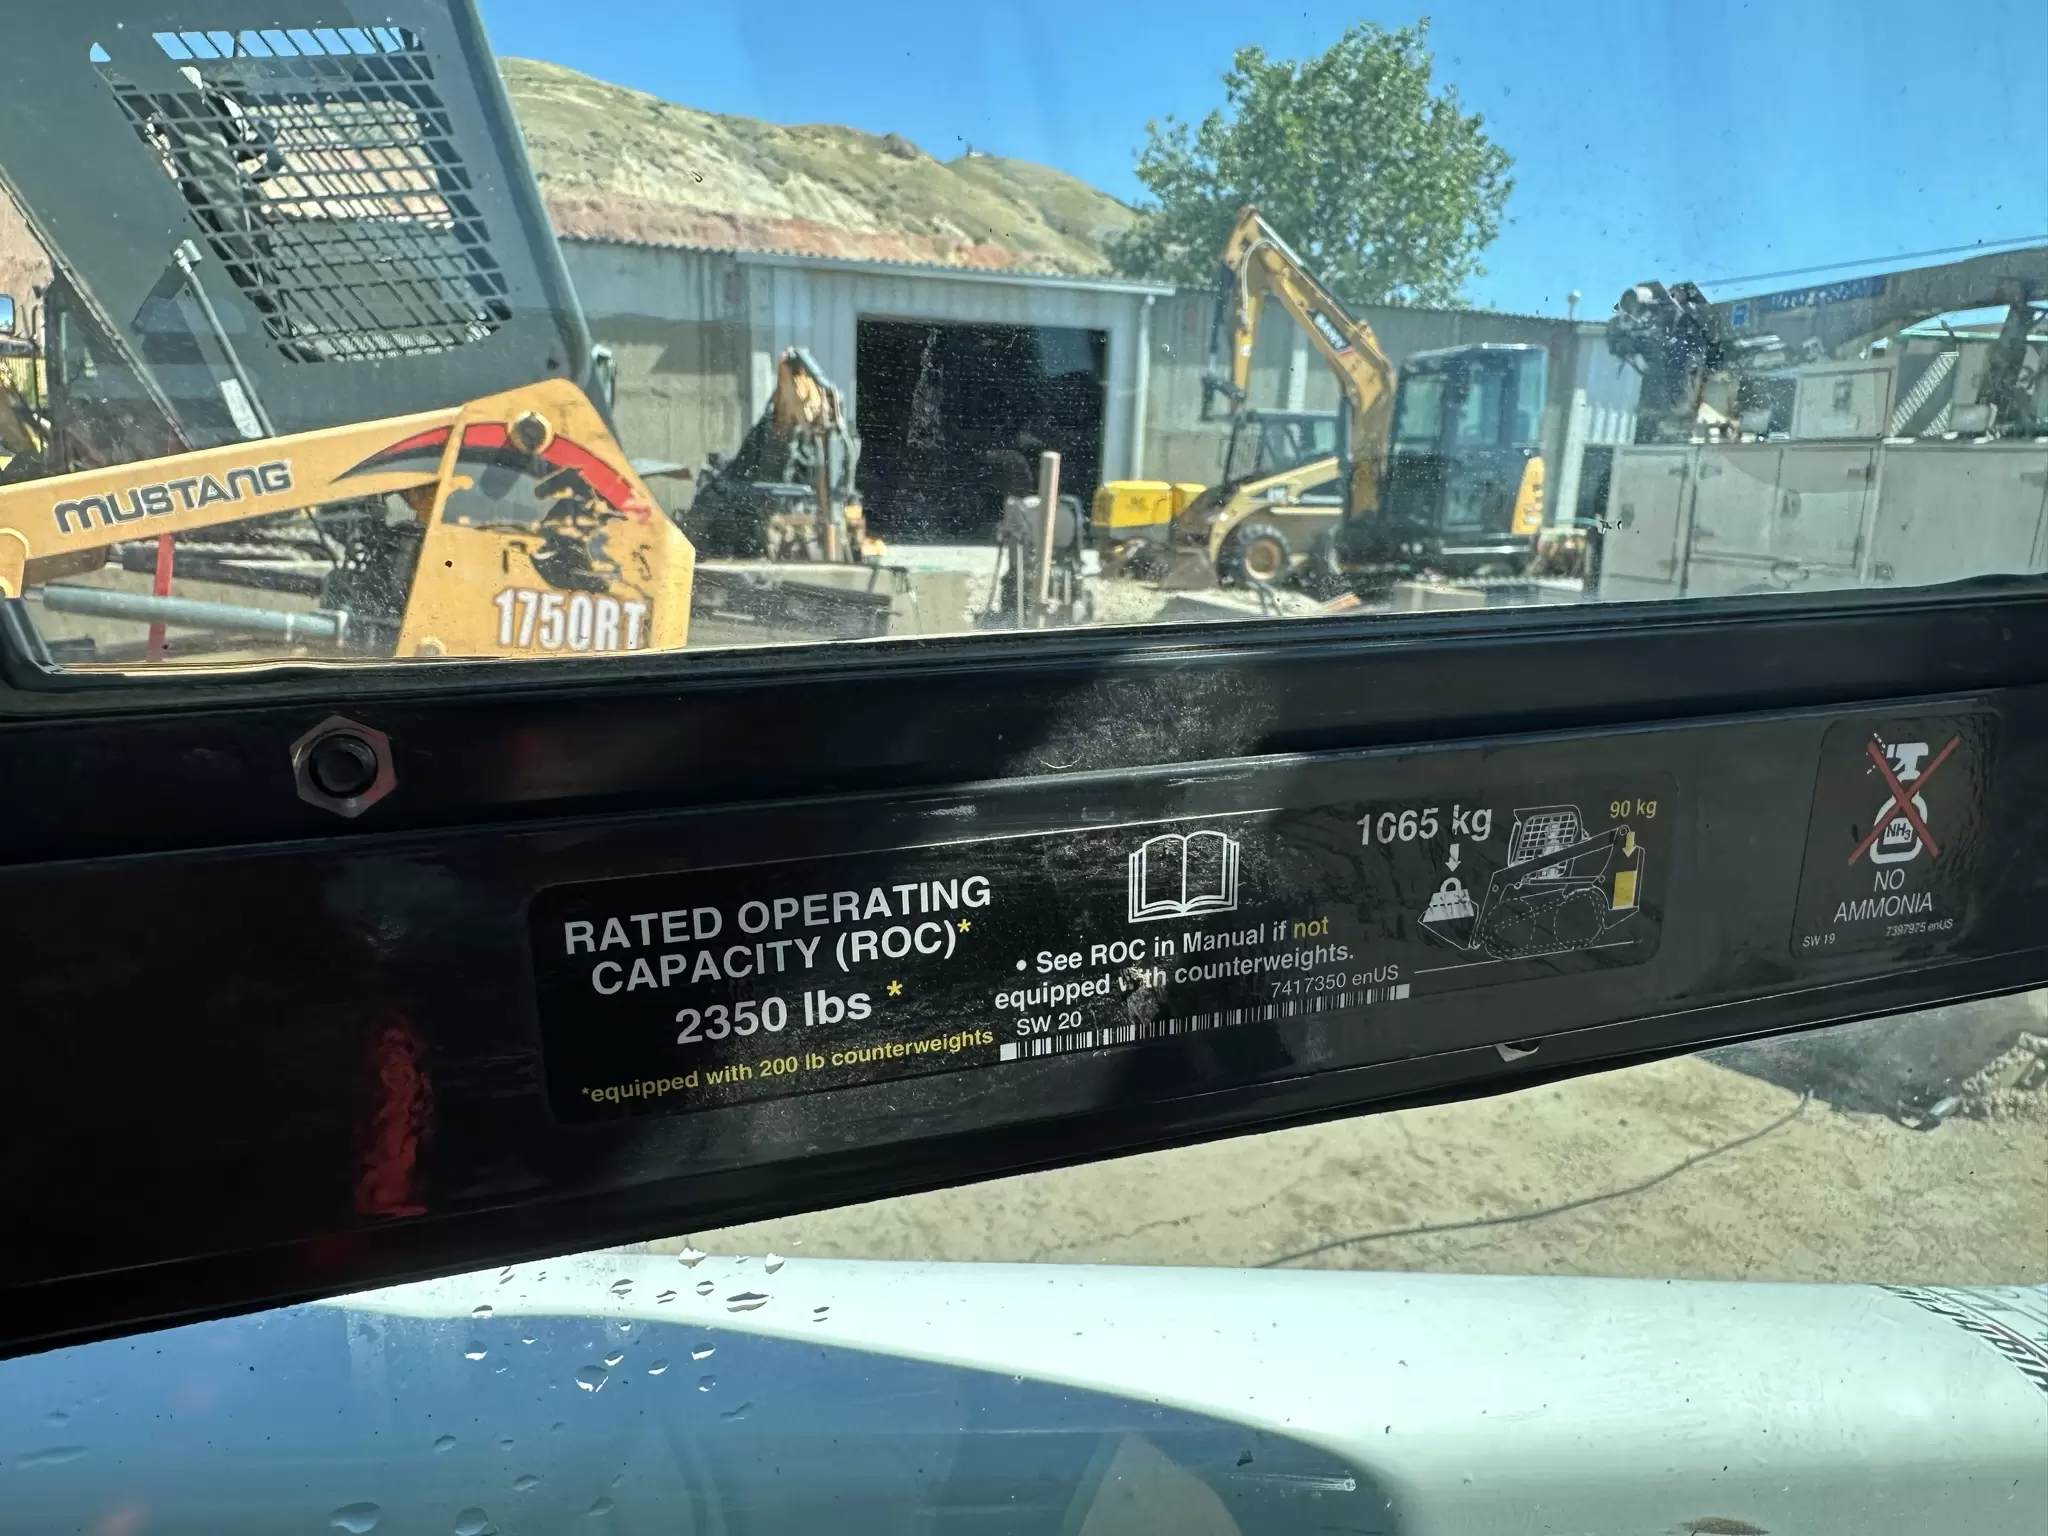 MUSTANG
1750RT
RATED OPERATING
CAPACITY (ROC)*
2350 lbs *
*equipped with 200 lb counterweights
• See ROC in Manual if not
equipped with counterweights.
7417350 enUS
SW 20
1065 kg
90 kg
NH3
NO
AMMONIA
SW 19
7397975 enUS